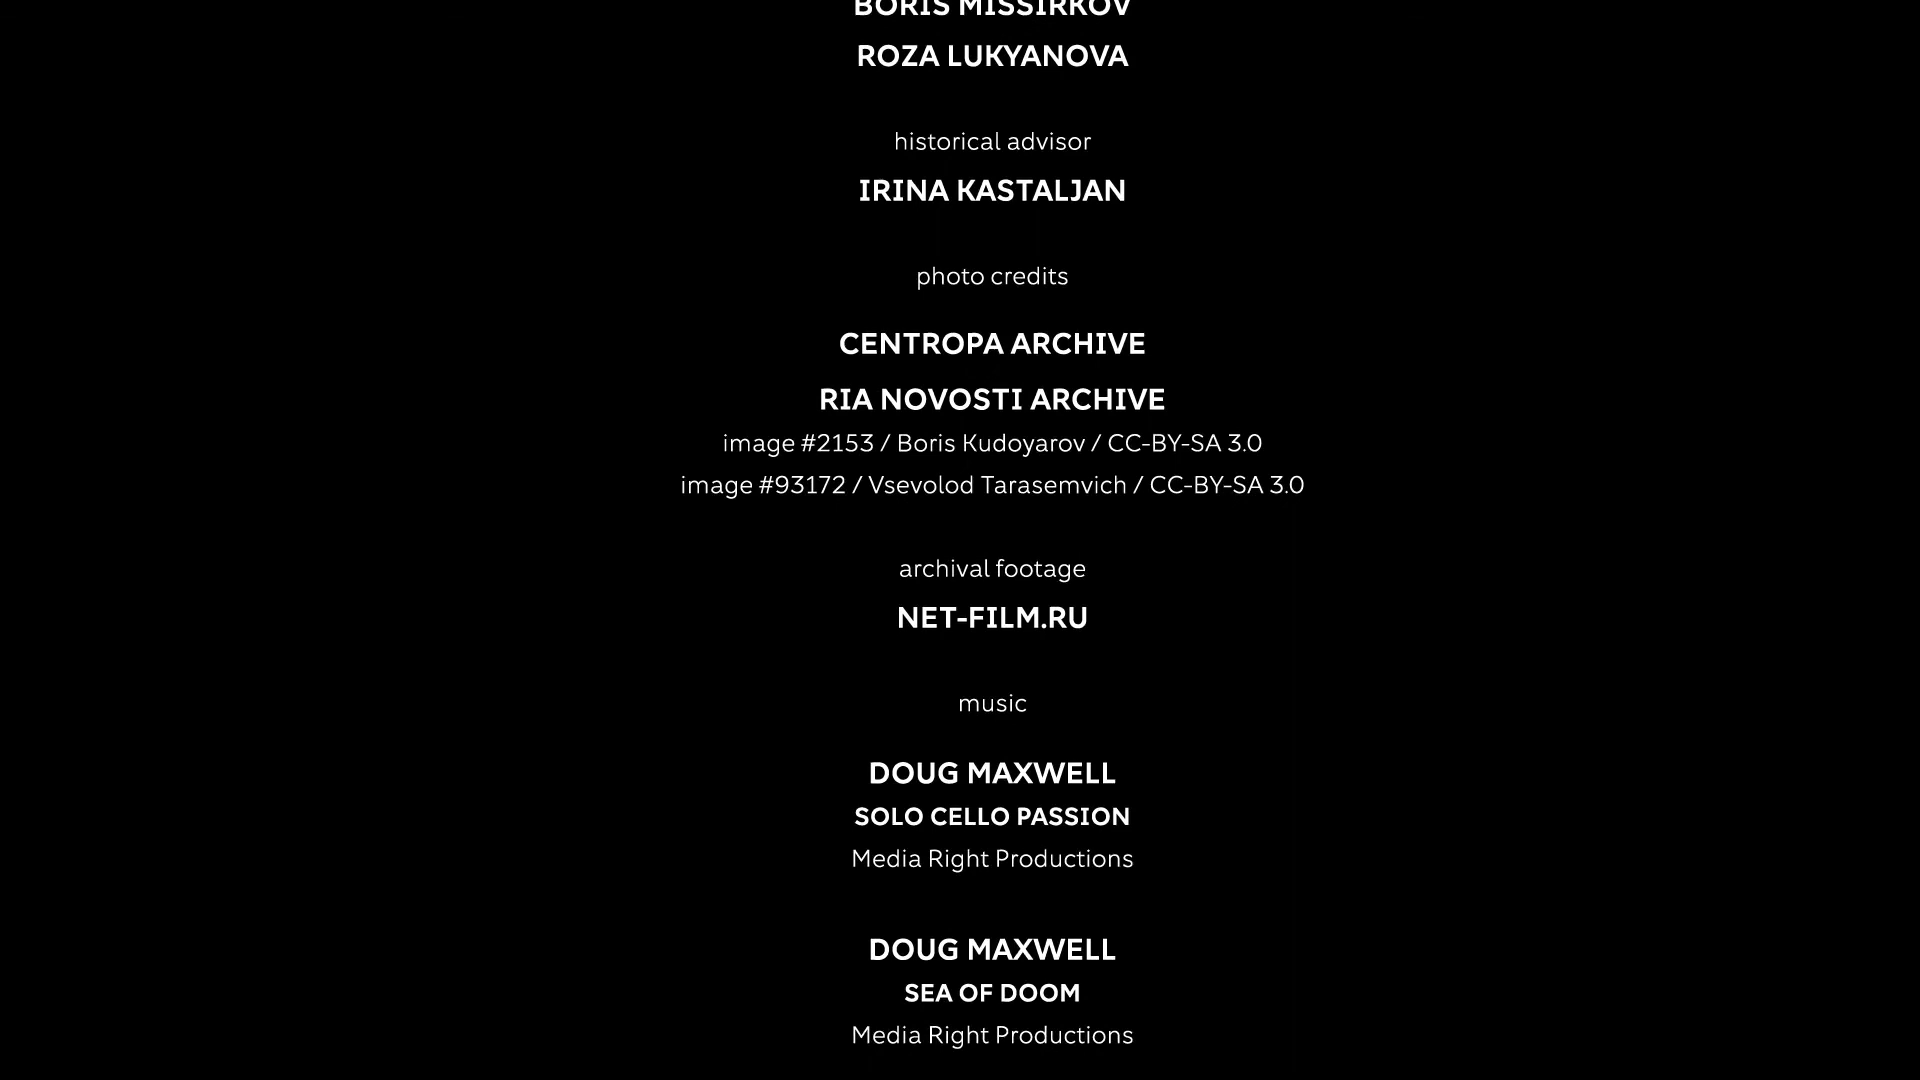 BORIS MISSIRKOV
ROZA LUKYANOVA
historical advisor
IRINA KASTALJAN
photo credits
CENTROPA ARCHIVE
RIA NOVOSTI ARCHIVE
image #2153 / Boris Kudoyarov / CC-BY-SA 3.0
image #93172 / Vsevolod Tarasemvich / CC-BY-SA 3.0
archival footage
NET-FILM.RU
music
DOUG MAXWELL
SOLO CELLO PASSION
Media Right Productions
DOUG MAXWELL
SEA OF DOOM
Media Right Productions